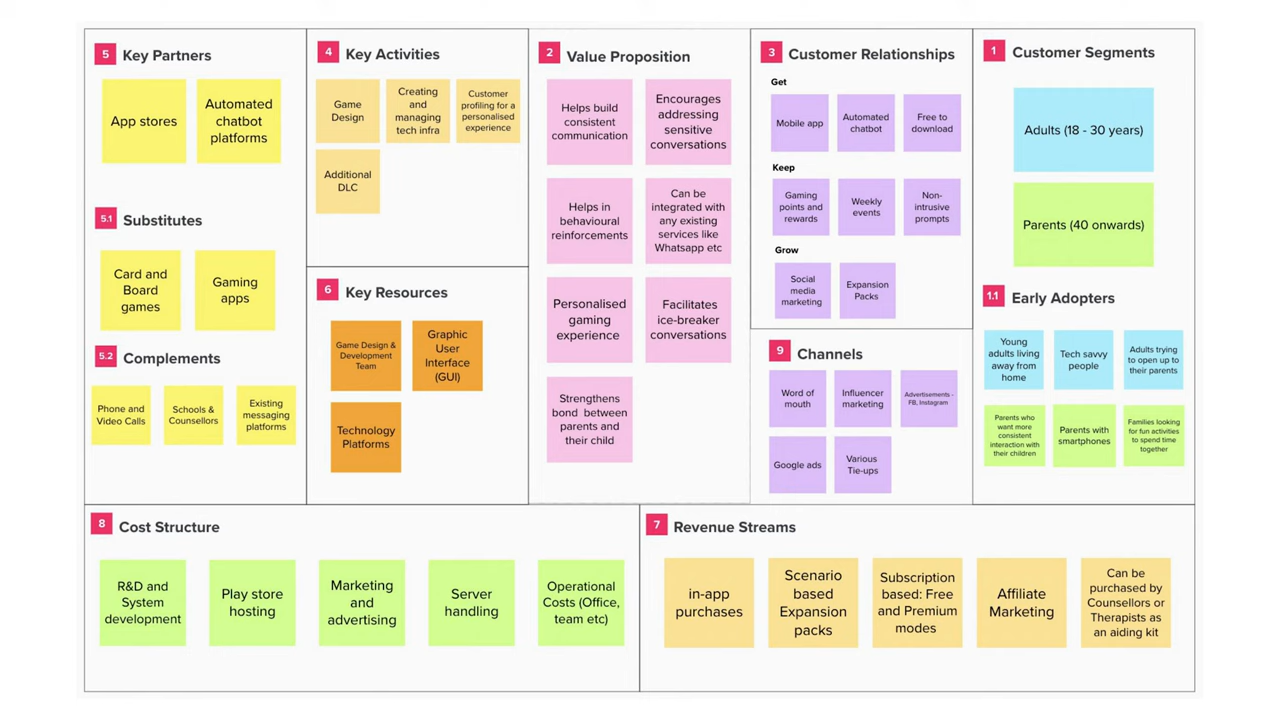 5
Key Partners
App stores
Automated
chatbot
platforms
5.1
Substitutes
Card and
Board
games
Gaming
apps
5.2
Complements
Phone and
Video Calls
Schools &
Counsellors
Existing
messaging
platforms
4
Key Activities
Game
Design
Creating
and
managing
tech infra
Customer
profiling for a
personalised
experience
Additional
DLC
6
Key Resources
Game Design &
Development
Team
Graphic
User
Interface
(GUI)
Technology
Platforms
2
Value Proposition
Helps build
consistent
communication
Encourages
addressing
sensitive
conversations
Helps in
behavioural
reinforcements
Can be
integrated with
any existing
services like
Whatsapp etc
Personalised
gaming
experience
Facilitates
ice-breaker
conversations
Strengthens
bond between
parents and
their child
3
Customer Relationships
Get
Mobile app
Automated
chatbot
Free to
download
Keep
Gaming
points and
rewards
Weekly
events
Non-
intrusive
prompts
Grow
Social
media
marketing
Expansion
Packs
9
Channels
Word of
mouth
Influencer
marketing
Advertisements -
FB, Instagram
Google ads
Various
Tie-ups
1
Customer Segments
Adults (18 - 30 years)
Parents (40 onwards)
1.1
Early Adopters
Young
adults living
away from
home
Tech savvy
people
Adults trying
to open up to
their parents
Parents who
want more
consistent
interaction with
their children
Parents with
smartphones
Families looking
for fun activities
to spend time
together
8
Cost Structure
R&D and
System
development
Play store
hosting
Marketing
and
advertising
Server
handling
Operational
Costs (Office,
team etc)
7
Revenue Streams
in-app
purchases
Scenario
based
Expansion
packs
Subscription
based: Free
and Premium
modes
Affiliate
Marketing
Can be
purchased by
Counsellors or
Therapists as
an aiding kit